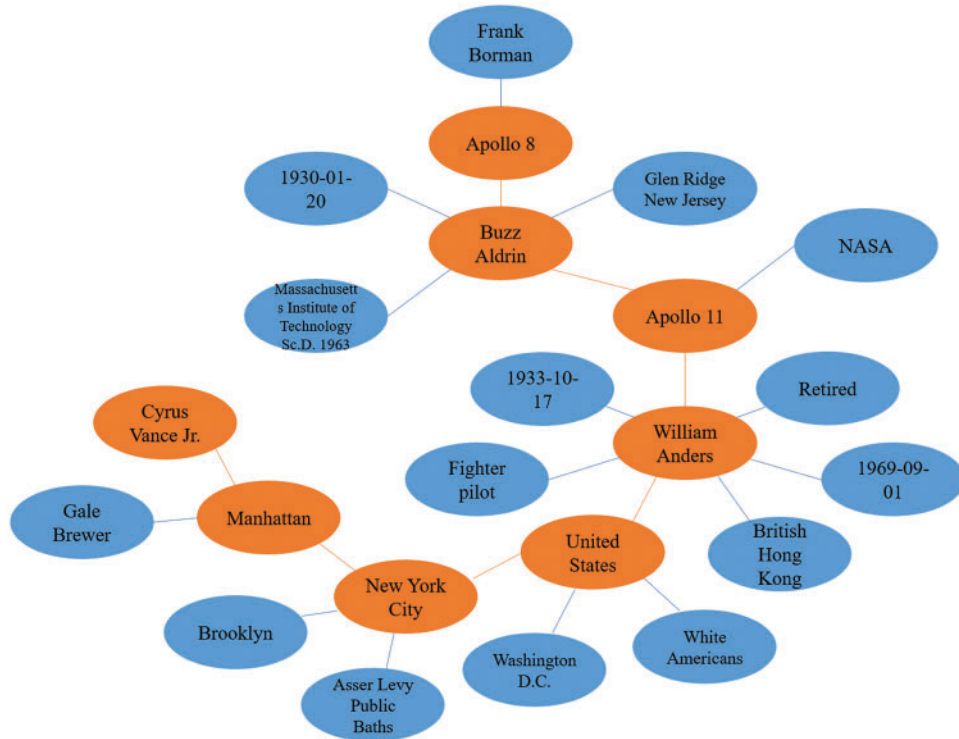 Frank
Borman
Apollo 8
1930-01-
20
Glen Ridge
New Jersey
Buzz
Aldrin
NASA
Massachusett
s Institute of
Technology
Sc.D. 1963
Apollo 11
1933-10-
17
Retired
Cyrus
Vance Jr.
William
Anders
Fighter
pilot
1969-09-
01
Gale
Brewer
Manhattan
United
States
British
Hong
Kong
New York
City
Brooklyn
White
Americans
Washington
D.C.
Asser Levy
Public
Baths